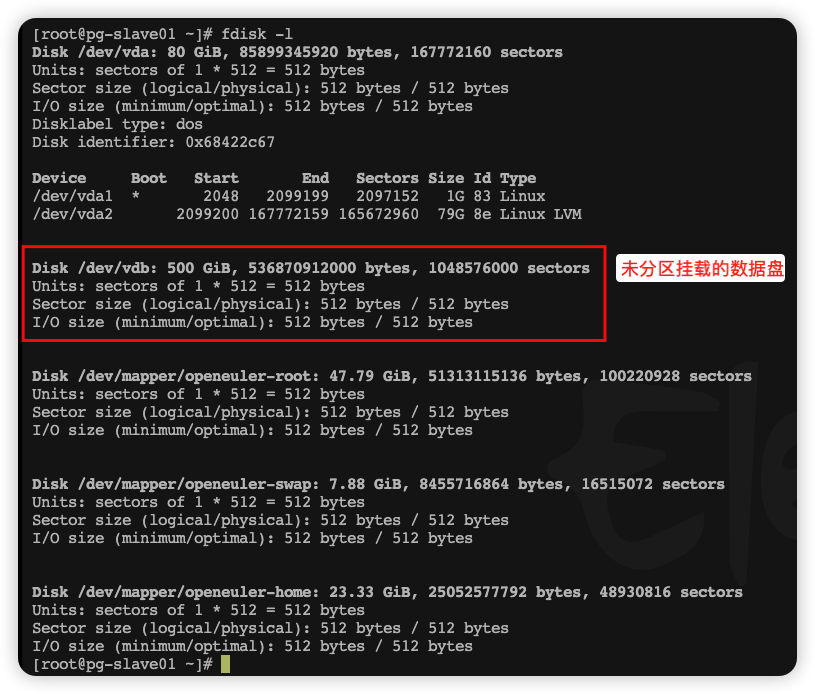 [root@pg-slave01 ~]# fdisk -l
Disk /dev/vda: 80 GiB, 85899345920 bytes, 167772160 sectors
Units: sectors of 1 * 512 = 512 bytes
Sector size (logical/physical): 512 bytes / 512 bytes
I/O size (minimum/optimal): 512 bytes / 512 bytes
Disklabel type: dos
Disk identifier: 0x68422c67
Device     Boot   Start       End   Sectors Size Id Type
/dev/vda1  *       2048   2099199   2097152   1G 83 Linux
/dev/vda2       2099200 167772159 165672960  79G 8e Linux LVM
Disk /dev/vdb: 500 GiB, 536870912000 bytes, 1048576000 sectors
未分区挂载的数据盘
Units: sectors of 1 * 512 = 512 bytes
Sector size (logical/physical): 512 bytes / 512 bytes
I/O size (minimum/optimal): 512 bytes / 512 bytes
Disk /dev/mapper/openeuler-root: 47.79 GiB, 51313115136 bytes, 100220928 sectors
Units: sectors of 1 * 512 = 512 bytes
Sector size (logical/physical): 512 bytes / 512 bytes
I/O size (minimum/optimal): 512 bytes / 512 bytes
Disk /dev/mapper/openeuler-swap: 7.88 GiB, 8455716864 bytes, 16515072 sectors
Units: sectors of 1 * 512 = 512 bytes
Sector size (logical/physical): 512 bytes / 512 bytes
I/O size (minimum/optimal): 512 bytes / 512 bytes
Disk /dev/mapper/openeuler-home: 23.33 GiB, 25052577792 bytes, 48930816 sectors
Units: sectors of 1 * 512 = 512 bytes
Sector size (logical/physical): 512 bytes / 512 bytes
I/O size (minimum/optimal): 512 bytes / 512 bytes
[root@pg-slave01 ~]#